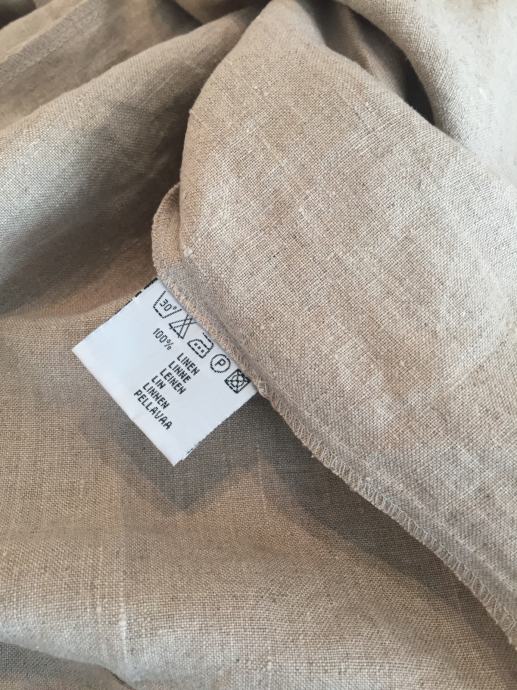 30°
P
100% LINEN
LINNE
LEINEN
LIN
LINNEN
PELLAVAA